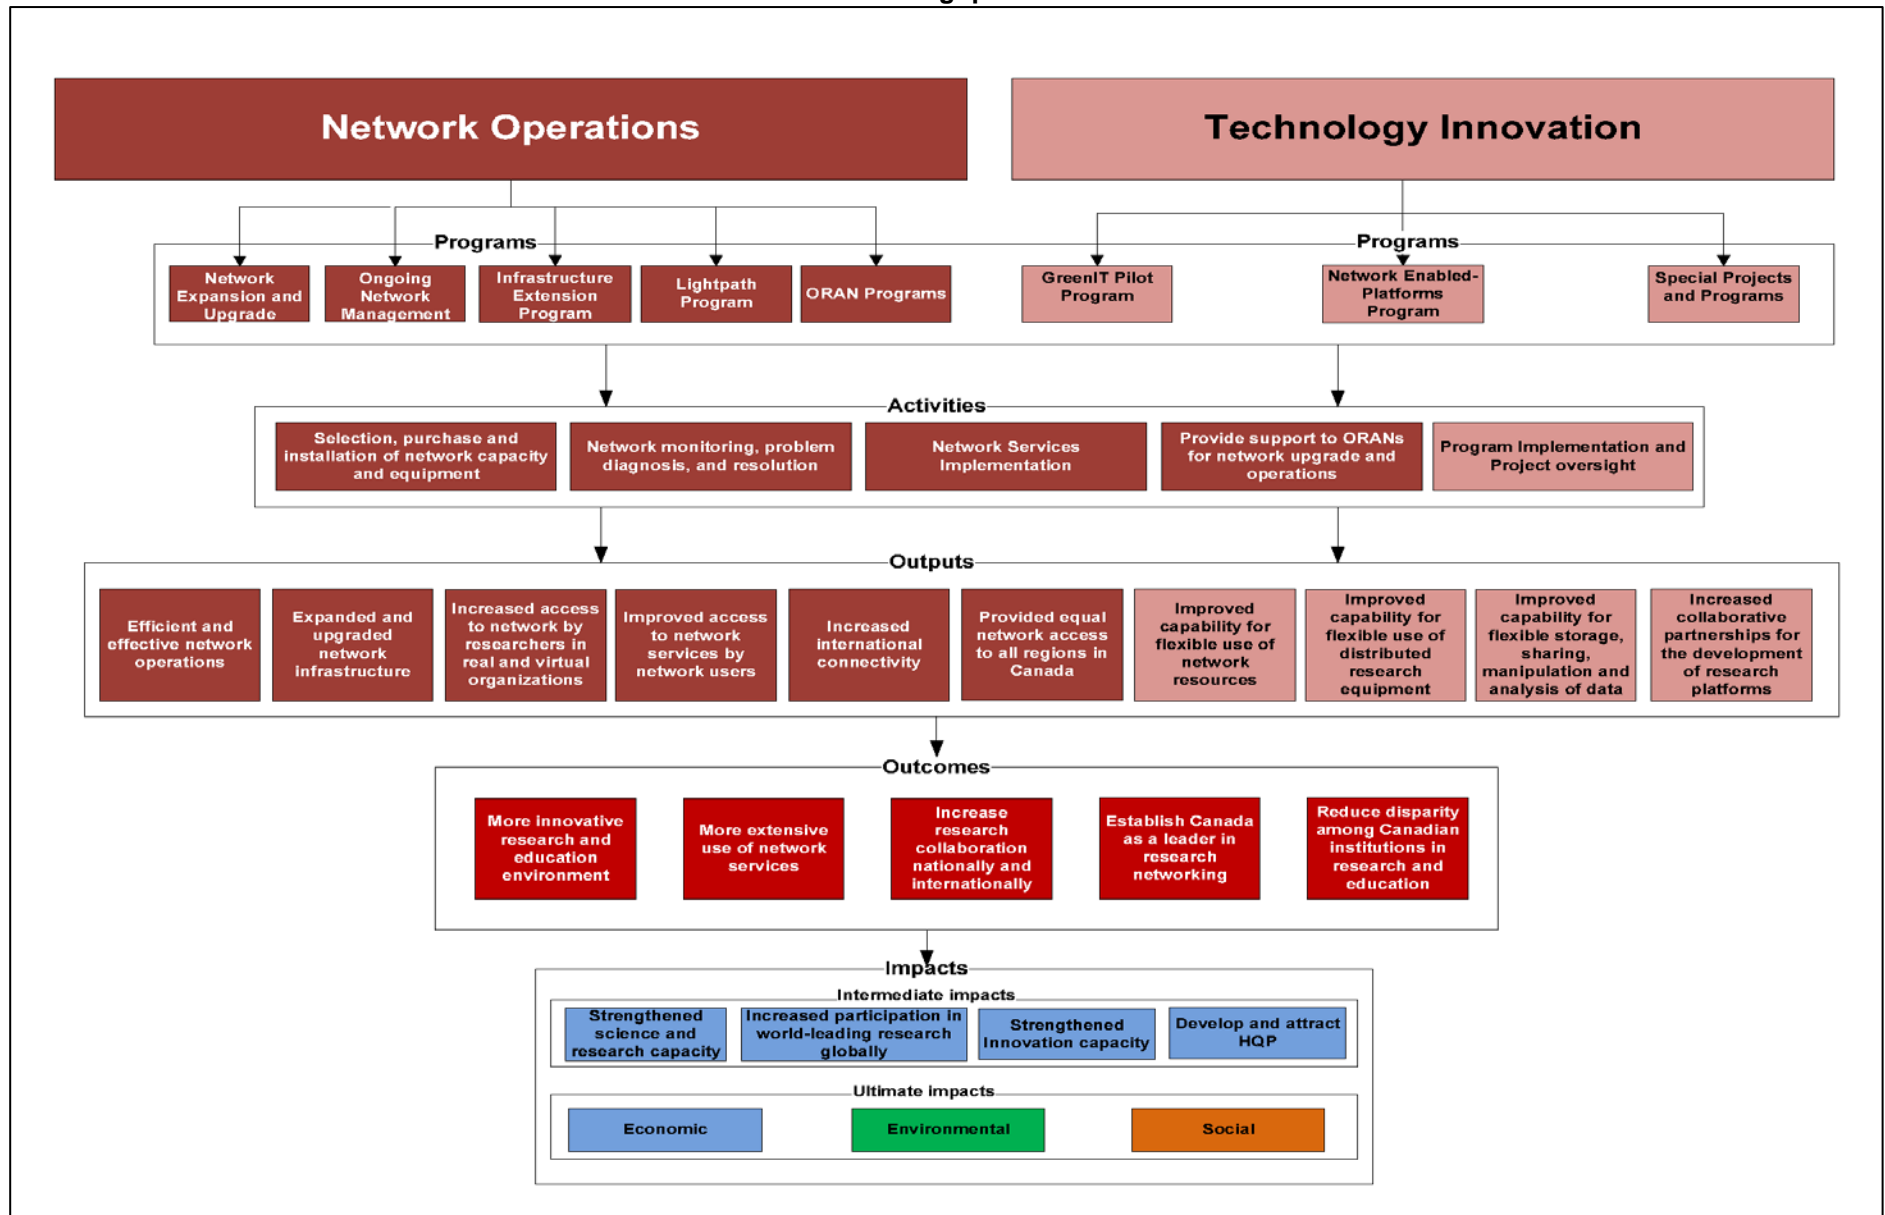 Network Operations
Technology Innovation
Programs
Programs
Network
Expansion and
Upgrade
Ongoing
Network
Management
Infrastructure
Extension
Program
Lightpath
Program
ORAN Programs
GreenIT Pilot
Program
Network Enabled-
Platforms
Program
Special Projects
and Programs
Activities
Selection, purchase and
installation of network capacity
and equipment
Network monitoring, problem
diagnosis, and resolution
Network Services
Implementation
Provide support to ORANs
for network upgrade and
operations
Program Implementation and
Project oversight
Outputs
Efficient and
effective network
operations
Expanded and
upgraded
network
infrastructure
Increased access
to network by
researchers in
real and virtual
organizations
Improved access
to network
services by
network users
Increased
international
connectivity
Provided equal
network access
to all regions in
Canada
Improved
capability for
flexible use of
network
resources
Improved
capability for
flexible use of
distributed
research
equipment
Improved
capability for
flexible storage,
sharing,
manipulation and
analysis of data
Increased
collaborative
partnerships for
the development
of research
platforms
Outcomes
More innovative
research and
education
environment
More extensive
use of network
services
Increase
research
collaboration
nationally and
internationally
Establish Canada
as a leader in
research
networking
Reduce disparity
among Canadian
institutions in
research and
education
Impacts
Intermediate impacts
Strengthened
science and
research capacity
Increased participation in
world-leading research
globally
Strengthened
Innovation capacity
Develop and attract
HQP
Ultimate impacts
Economic
Environmental
Social